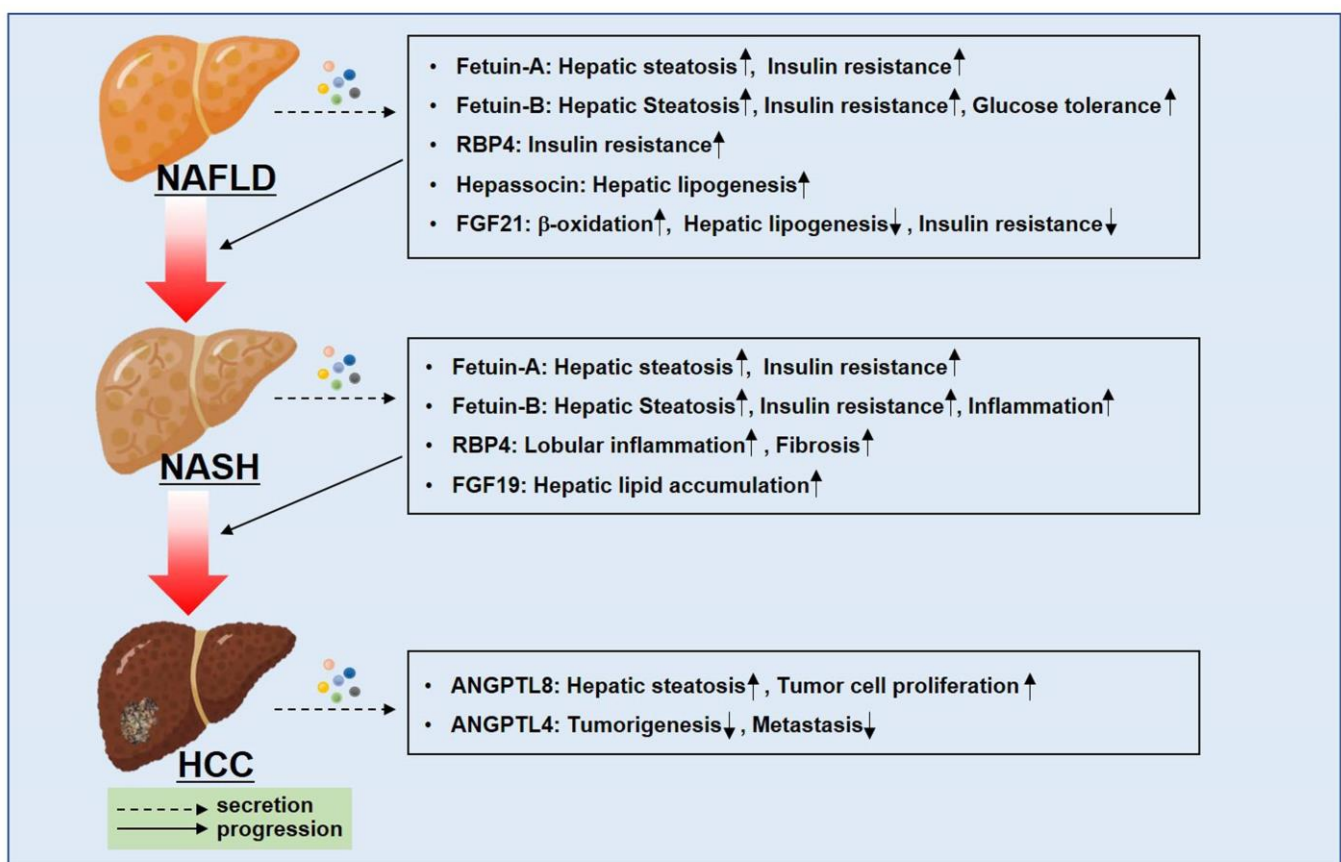 • Fetuin-A: Hepatic steatosis↑, Insulin resistance↑
• Fetuin-B: Hepatic Steatosis↑, Insulin resistance↑, Glucose tolerance↑
• RBP4: Insulin resistance↑
• Hepassocin: Hepatic lipogenesis↑
• FGF21: β-oxidation↑, Hepatic lipogenesis↓, Insulin resistance↓
NAFLD
• Fetuin-A: Hepatic steatosis↑, Insulin resistance↑
• Fetuin-B: Hepatic Steatosis↑, Insulin resistance↑, Inflammation↑
• RBP4: Lobular inflammation↑, Fibrosis↑
• FGF19: Hepatic lipid accumulation↑
NASH
• ANGPTL8: Hepatic steatosis↑, Tumor cell proliferation↑
• ANGPTL4: Tumorigenesis↓, Metastasis↓
HCC
secretion
progression